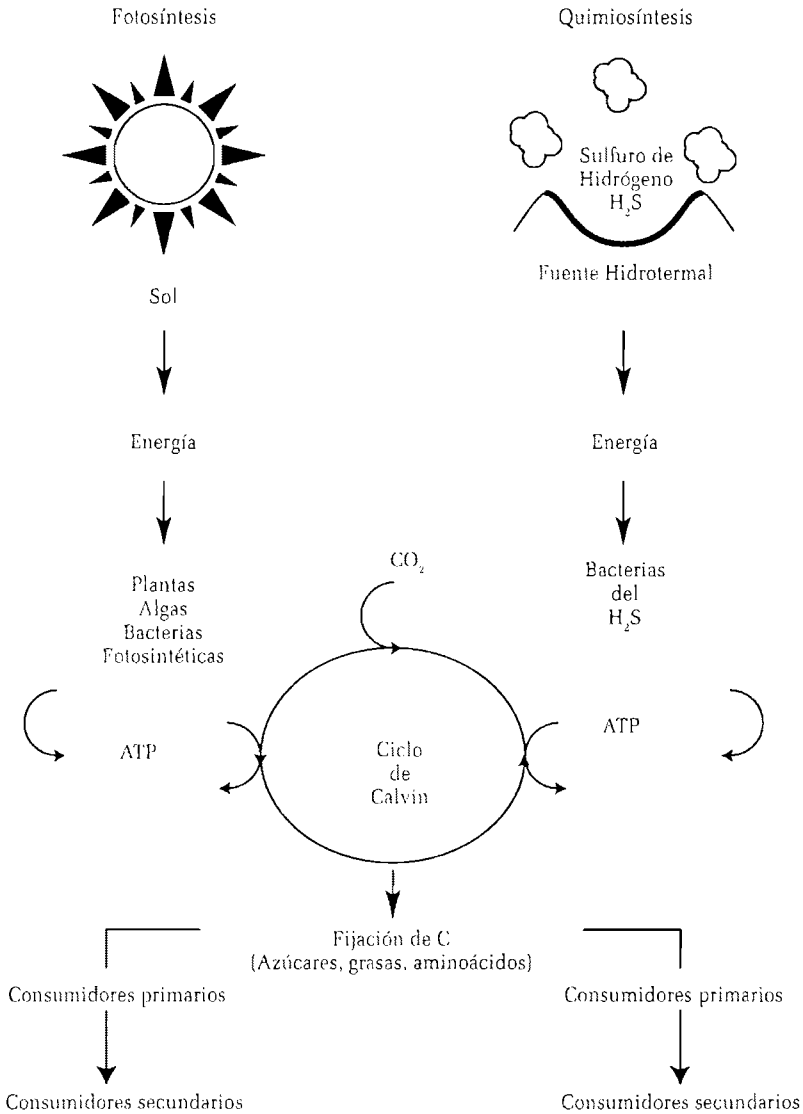 Fotosíntesis
Quimiosíntesis
Sulfuro de
Hidrógeno
H₂S
Fuente Hidrotermal
Sol
Energía
Energía
CO₂
Plantas
Algas
Bacterias
Fotosintéticas
Bacterias
del
H₂S
ATP
Ciclo
de
Calvin
ATP
Fijación de C
(Azúcares, grasas, aminoácidos)
Consumidores primarios
Consumidores primarios
Consumidores secundarios
Consumidores secundarios